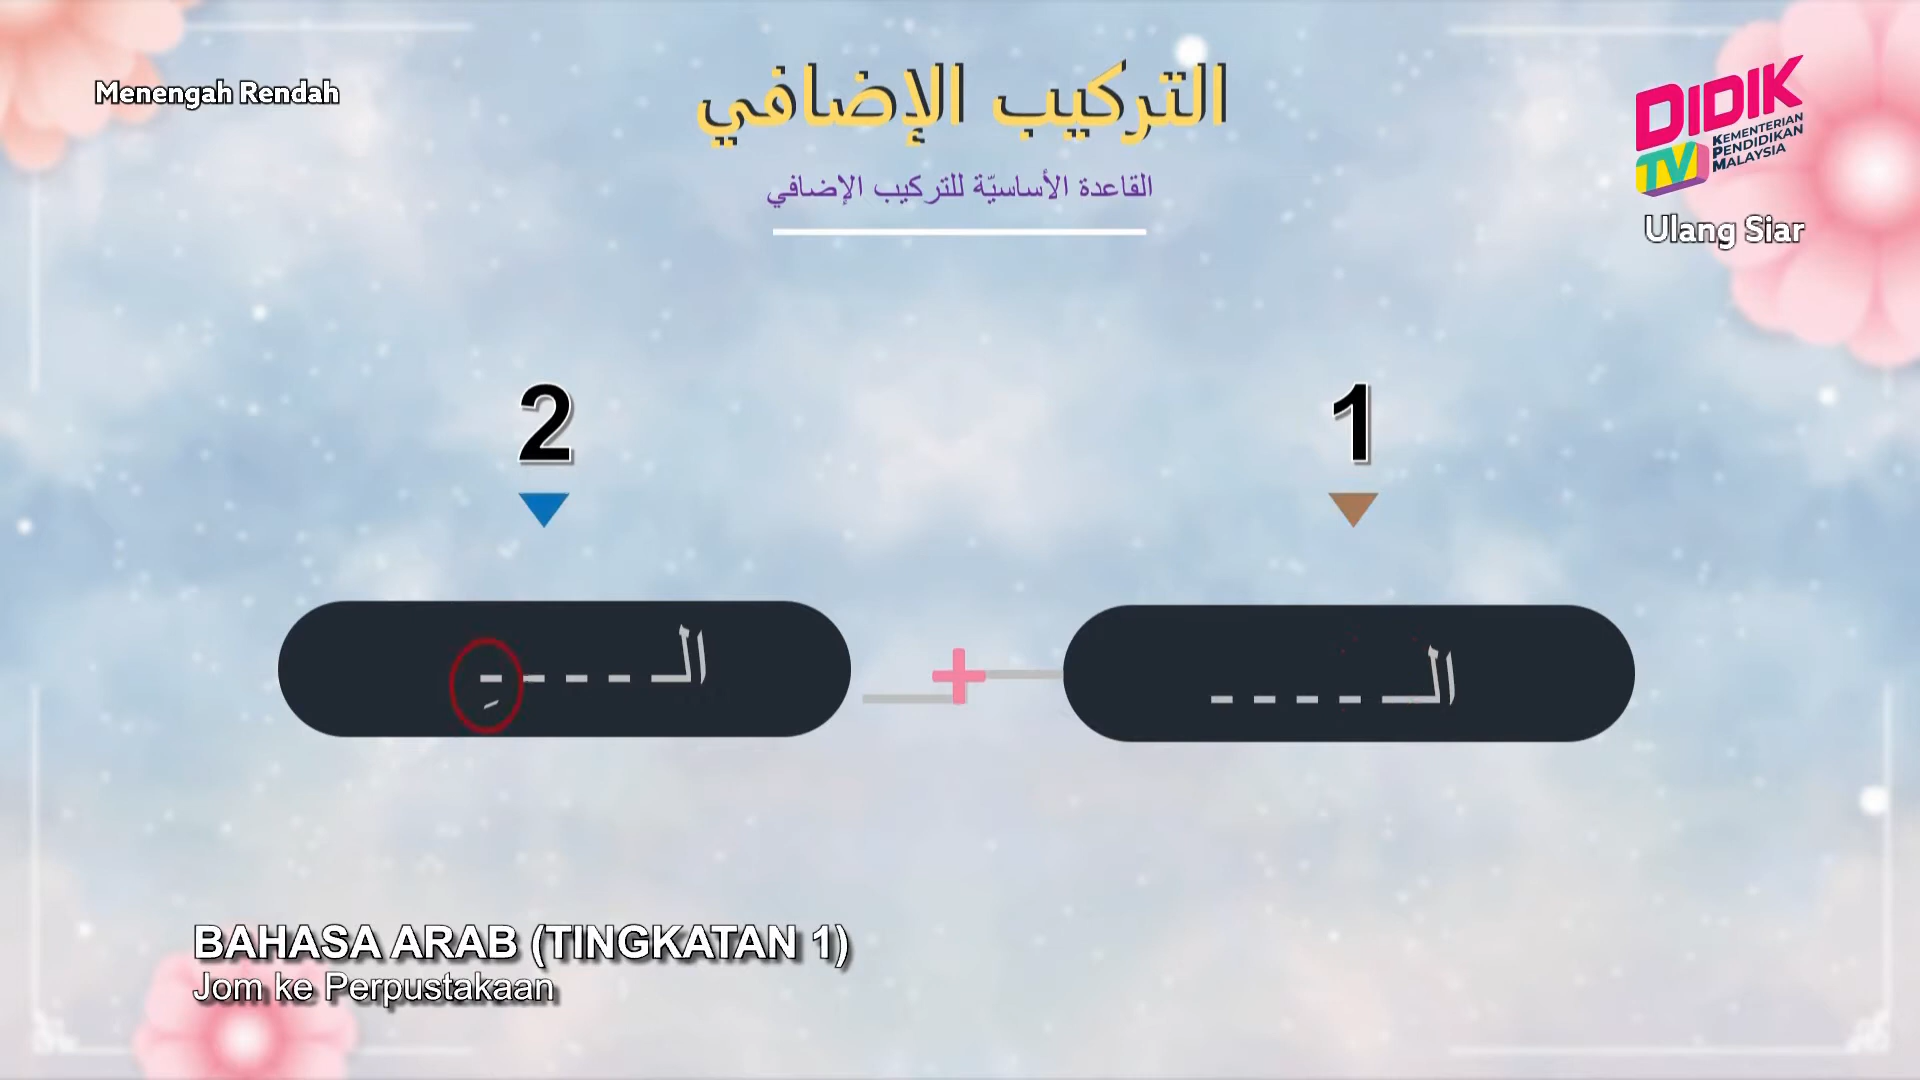 Menengah Rendah
التركيب الإضافي
DIDIK
TV
KEMENTERIAN
PENDIDIKAN
MALAYSIA
القاعدة الأساسيّة للتركيب الإضافي
Ulang Siar
2
1
الـ - - - -ِ
+
الـ - - - -
BAHASA ARAB (TINGKATAN 1)
Jom ke Perpustakaan